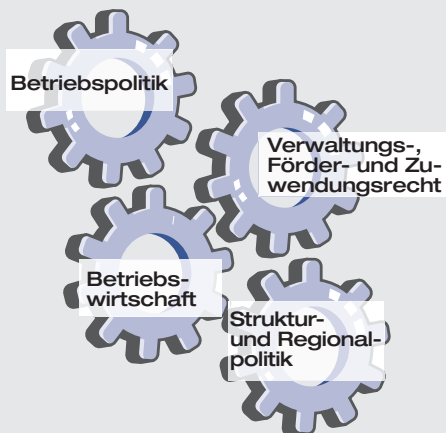 Betriebspolitik
Verwaltungs-,
Förder- und Zu-
wendungsrecht
Betriebs-
wirtschaft
Struktur-
und Regional-
politik